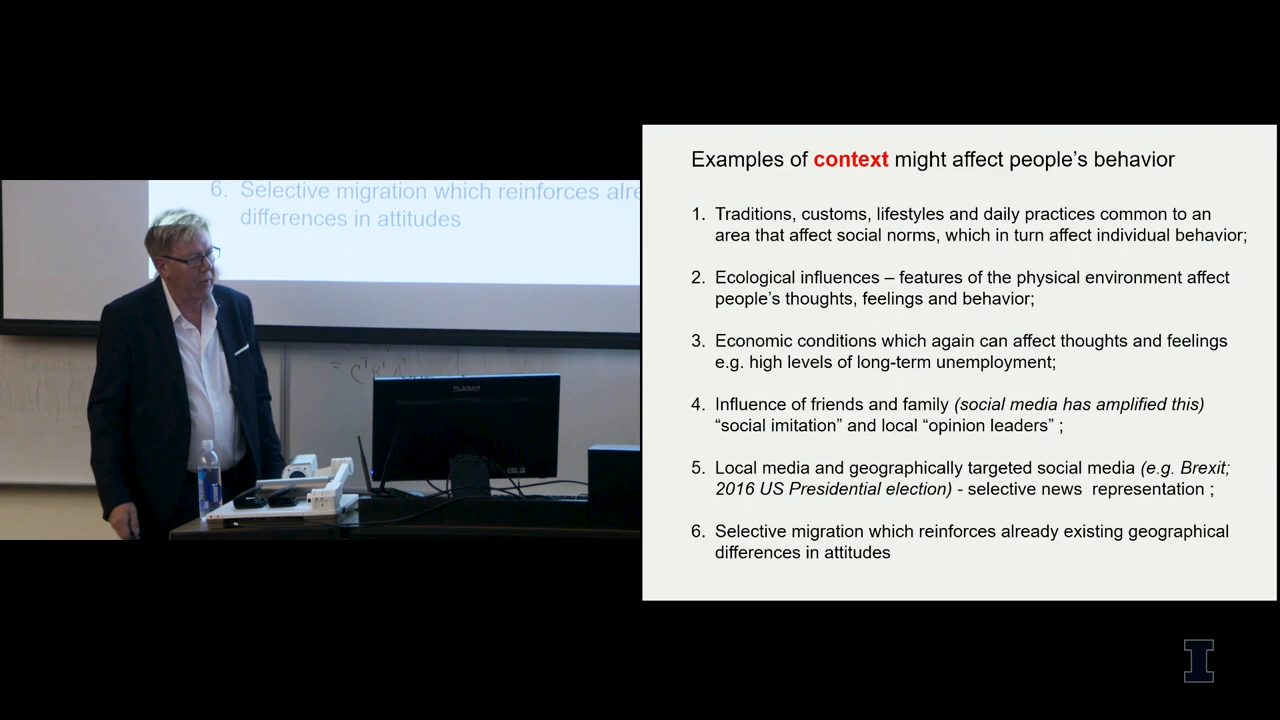 6. Selective migration which reinforces alre
differences in attitudes
PLANAR
Examples of context might affect people’s behavior
1. Traditions, customs, lifestyles and daily practices common to an
area that affect social norms, which in turn affect individual behavior;
2. Ecological influences – features of the physical environment affect
people’s thoughts, feelings and behavior;
3. Economic conditions which again can affect thoughts and feelings
e.g. high levels of long-term unemployment;
4. Influence of friends and family (social media has amplified this)
“social imitation” and local “opinion leaders” ;
5. Local media and geographically targeted social media (e.g. Brexit;
2016 US Presidential election) - selective news representation ;
6. Selective migration which reinforces already existing geographical
differences in attitudes
I